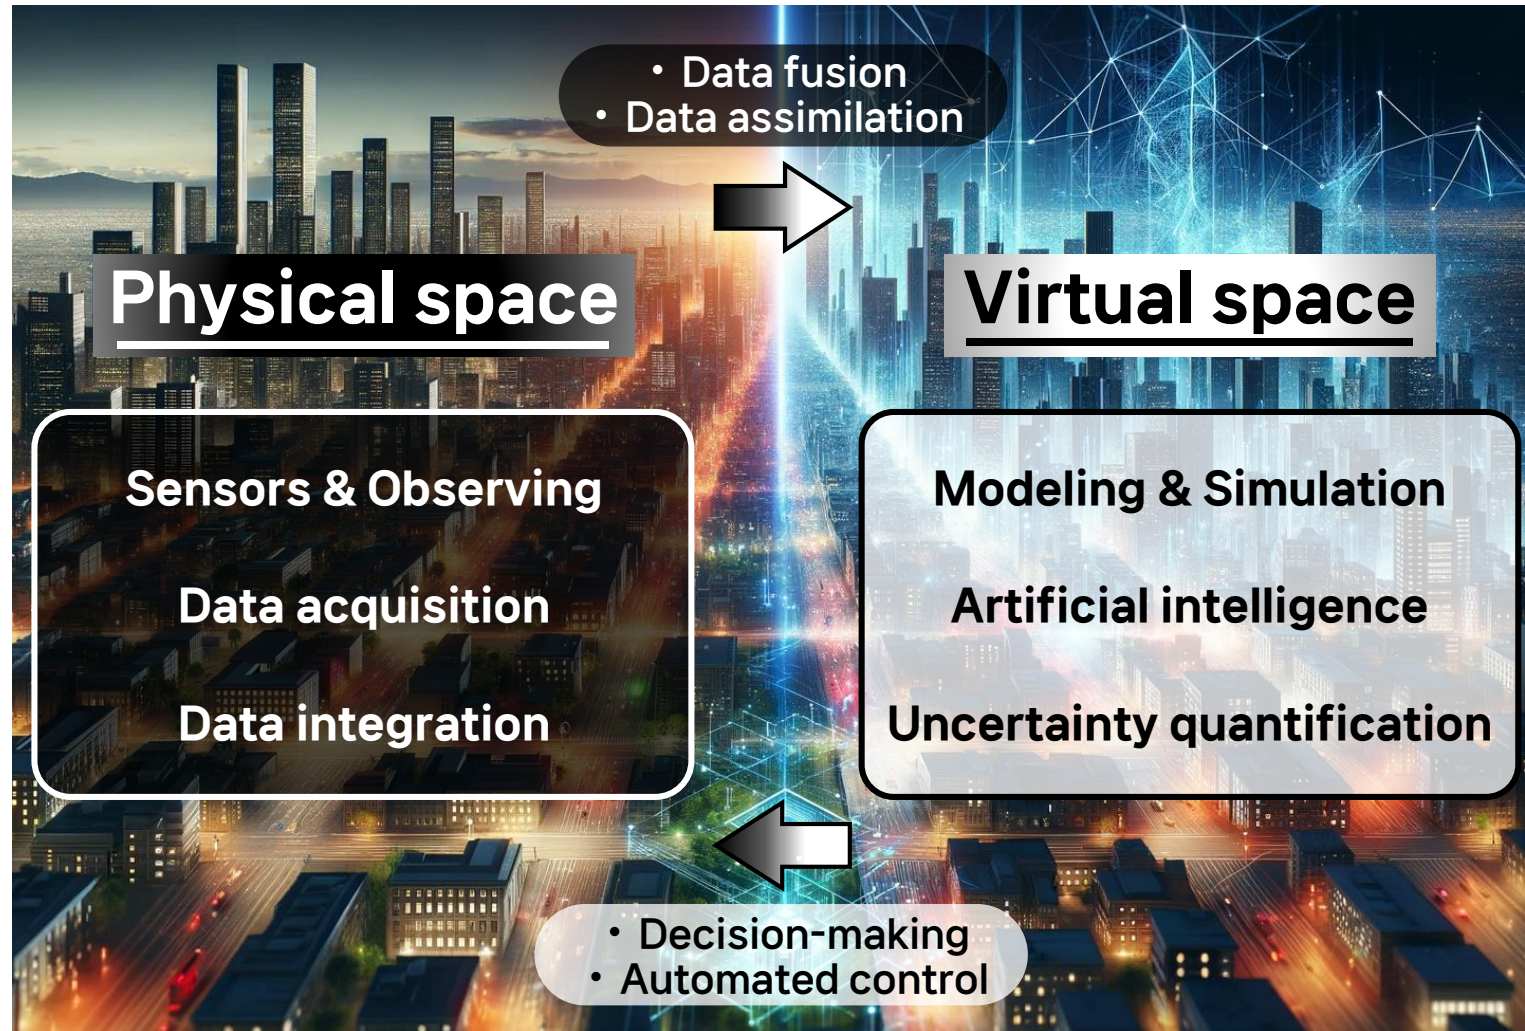 • Data fusion
• Data assimilation
Physical space
Virtual space
Sensors & Observing
Data acquisition
Data integration
Modeling & Simulation
Artificial intelligence
Uncertainty quantification
• Decision-making
• Automated control